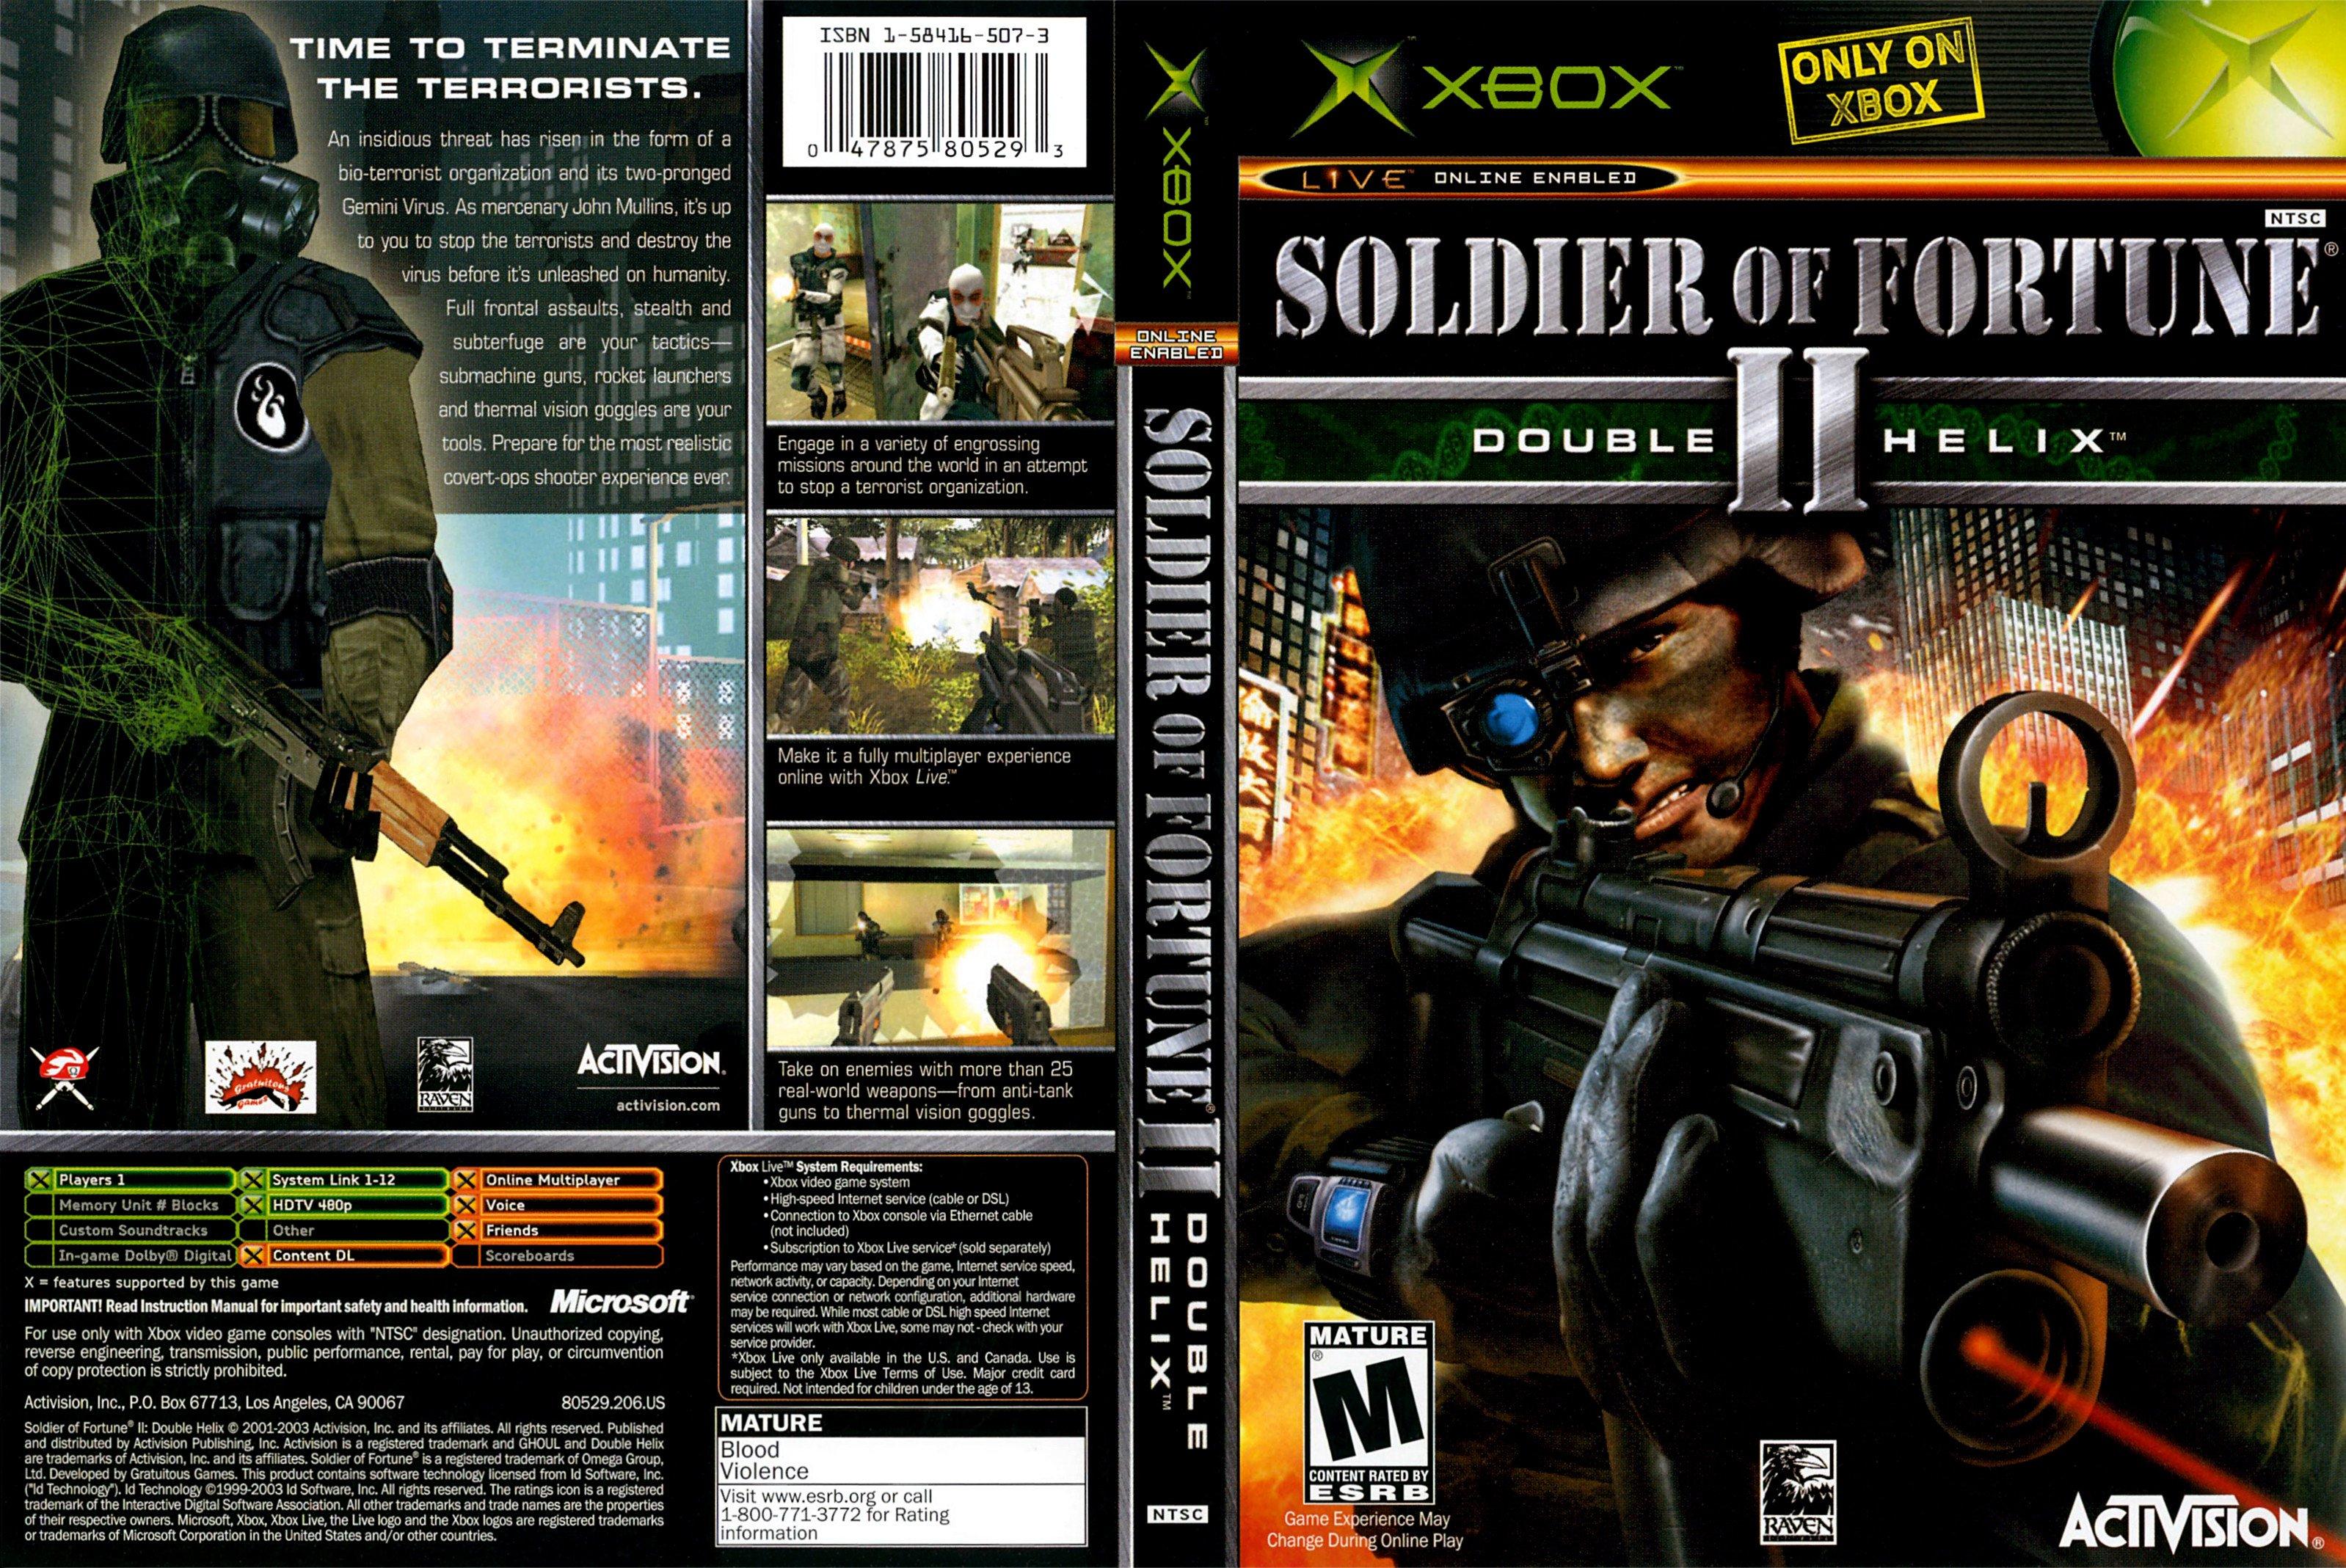 TIME TO TERMINATE
THE TERRORISTS.
An insidious threat has risen in the form of a
bio-terrorist organization and its two-pronged
Gemini Virus. As mercenary John Mullins, it's up
to you to stop the terrorists and destroy the
virus before it's unleashed on humanity.
Full frontal assaults, stealth and
subterfuge are your tactics—
submachine guns, rocket launchers
and thermal vision goggles are your
tools. Prepare for the most realistic
covert-ops shooter experience ever.
Gratuitous
Games
RAVEN
ACTIVISION.
activision.com
ISBN 1-58416-507-3
0 47875 80529 3
Engage in a variety of engrossing
missions around the world in an attempt
to stop a terrorist organization.
Make it a fully multiplayer experience
online with Xbox Live.™
Take on enemies with more than 25
real-world weapons—from anti-tank
guns to thermal vision goggles.
Players 1
System Link 1-12
Online Multiplayer
Memory Unit # Blocks
HDTV 480p
Voice
Custom Soundtracks
Other
Friends
In-game Dolby® Digital
Content DL
Scoreboards
X = features supported by this game
IMPORTANT! Read Instruction Manual for important safety and health information.
Microsoft®
For use only with Xbox video game consoles with "NTSC" designation. Unauthorized copying,
reverse engineering, transmission, public performance, rental, pay for play, or circumvention
of copy protection is strictly prohibited.
Activision, Inc., P.O. Box 67713, Los Angeles, CA 90067
80529.206.US
Soldier of Fortune® II: Double Helix © 2001-2003 Activision, Inc. and its affiliates. All rights reserved. Published
and distributed by Activision Publishing, Inc. Activision is a registered trademark and GHOUL and Double Helix
are trademarks of Activision, Inc. and its affiliates. Soldier of Fortune® is a registered trademark of Omega Group,
Ltd. Developed by Gratuitous Games. This product contains software technology licensed from Id Software, Inc.
("Id Technology"). Id Technology ©1999-2003 Id Software, Inc. All rights reserved. The ratings icon is a registered
trademark of the Interactive Digital Software Association. All other trademarks and trade names are the properties
of their respective owners. Microsoft, Xbox, Xbox Live, the Live logo and the Xbox logos are registered trademarks
or trademarks of Microsoft Corporation in the United States and/or other countries.
Xbox Live™ System Requirements:
•Xbox video game system
•High-speed Internet service (cable or DSL)
•Connection to Xbox console via Ethernet cable
(not included)
•Subscription to Xbox Live service* (sold separately)
Performance may vary based on the game, Internet service speed,
network activity, or capacity. Depending on your Internet
service connection or network configuration, additional hardware
may be required. While most cable or DSL high speed Internet
services will work with Xbox Live, some may not - check with your
service provider.
*Xbox Live only available in the U.S. and Canada. Use is
subject to the Xbox Live Terms of Use. Major credit card
required. Not intended for children under the age of 13.
MATURE
Blood
Violence
Visit www.esrb.org or call
1-800-771-3772 for Rating
information
XBOX™
ONLINE
ENABLED
SOLDIER OF FORTUNE® II
DOUBLE
HELIX™
NTSC
XBOX™
ONLY ON
XBOX
LIVE™ ONLINE ENABLED
NTSC
SOLDIER OF FORTUNE®
II
DOUBLE HELIX™
MATURE
®
M
CONTENT RATED BY
ESRB
Game Experience May
Change During Online Play
RAVEN
ACTIVISION®